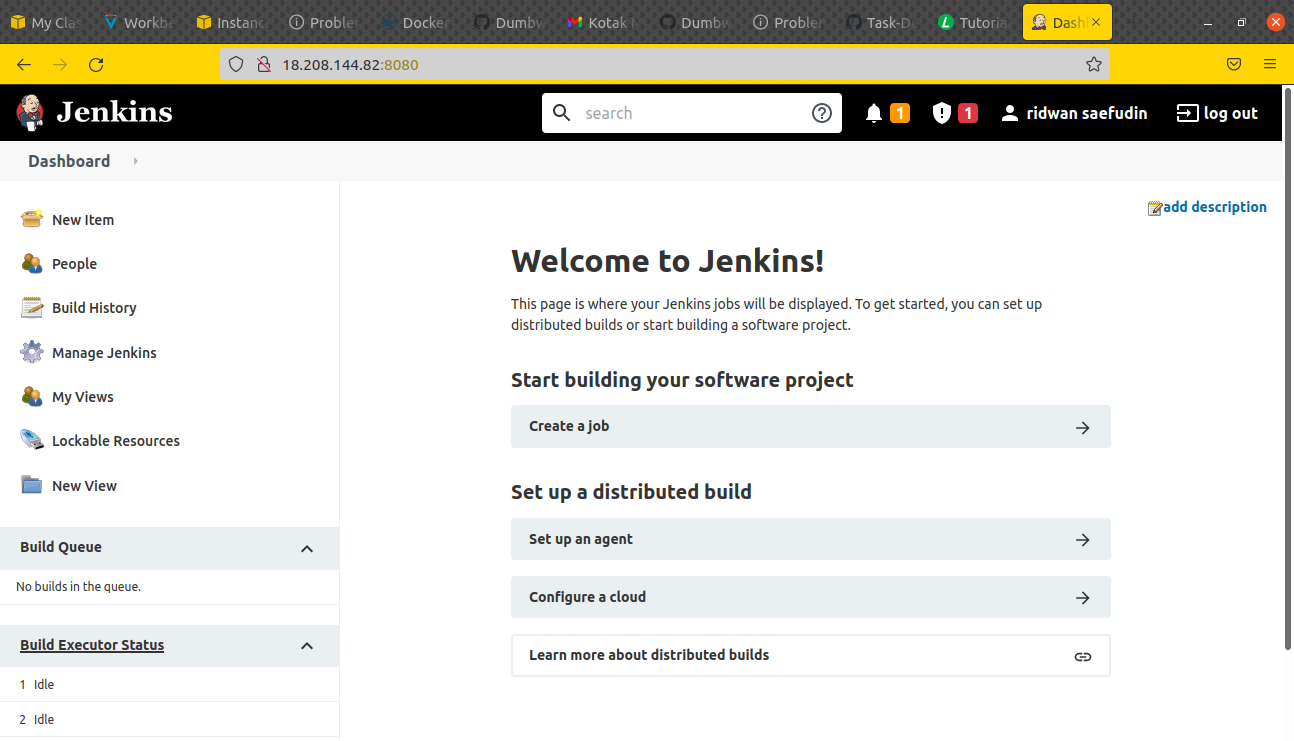 My Clas
Workbe
Instance
Problem
Docker
Dumbw
Kotak M
Dumbw
Problem
Task-Du
Tutoria
Dash
18.208.144.82:8080
Jenkins
search
1
1
ridwan saefudin
log out
Dashboard
New Item
People
Build History
Manage Jenkins
My Views
Lockable Resources
New View
Build Queue
No builds in the queue.
Build Executor Status
1 Idle
2 Idle
add description
Welcome to Jenkins!
This page is where your Jenkins jobs will be displayed. To get started, you can set up
distributed builds or start building a software project.
Start building your software project
Create a job
Set up a distributed build
Set up an agent
Configure a cloud
Learn more about distributed builds